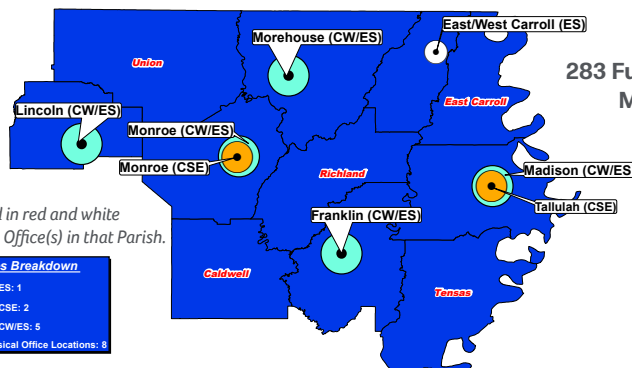 East/West Carroll (ES)
Morehouse (CW/ES)
Union
283 Fu
M
East Carroll
Lincoln (CW/ES)
Monroe (CW/ES)
Monroe (CSE)
Richland
Madison (CW/ES
Tallulah (CSE)
Franklin (CW/ES)
d in red and white
Office(s) in that Parish.
Caldwell
Tensas
s Breakdown
ES: 1
CSE: 2
CW/ES: 5
sical Office Locations: 8